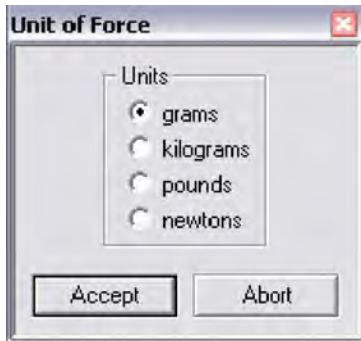 Unit of Force
Units
grams
kilograms
pounds
newtons
Accept Abort